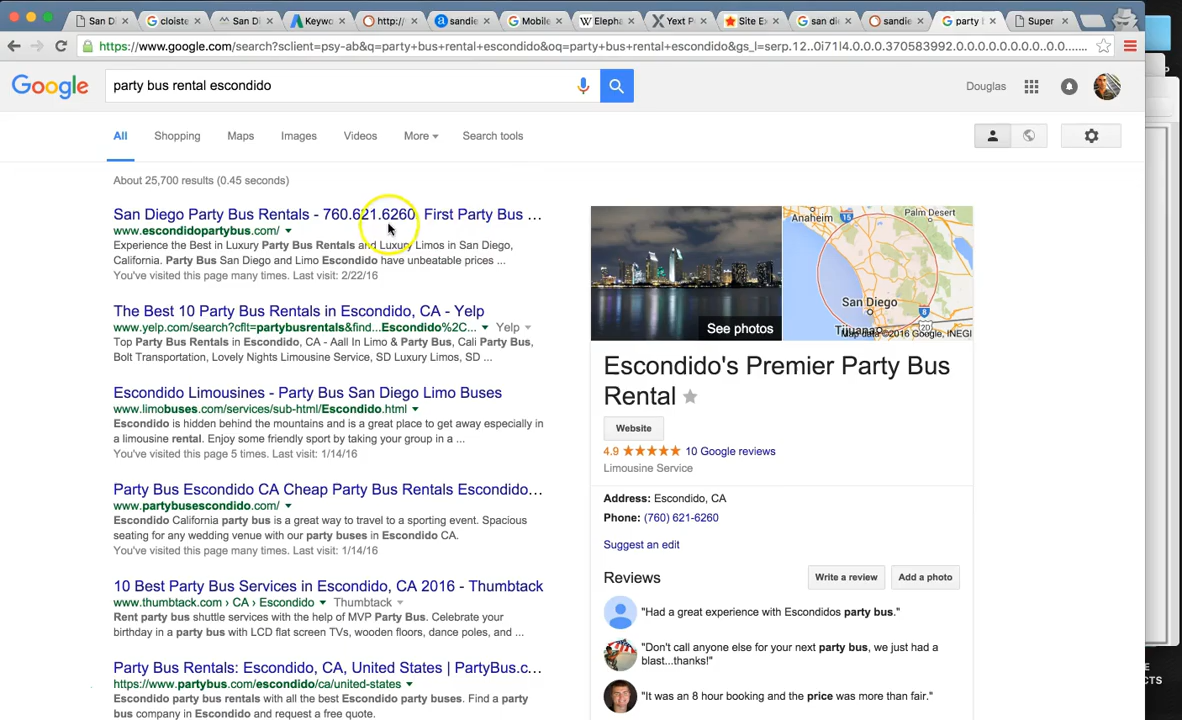 San D
cloiste
San Di
Keywo
http:/
sandie
Mobile
Elepha
Yext P
Site Ex
san die
sandie
party b
Super
https://www.google.com/search?sclient=psy-ab&q=party+bus+rental+escondido&oq=party+bus+rental+escondido&gs_l=serp.12..0i71l4.0.0.0.370583992.0.0.0.0.0.0.0.0..0.0....
Google
party bus rental escondido
Douglas
All
Shopping
Maps
Images
Videos
More
Search tools
About 25,700 results (0.45 seconds)
San Diego Party Bus Rentals - 760.621.6260 First Party Bus ...
www.escondidopartybus.com/
Experience the Best in Luxury Party Bus Rentals and Luxury Limos in San Diego,
California. Party Bus San Diego and Limo Escondido have unbeatable prices ...
You've visited this page many times. Last visit: 2/22/16
The Best 10 Party Bus Rentals in Escondido, CA - Yelp
www.yelp.com/search?cflt=partybusrentals&find...Escondido%2C... Yelp
Top Party Bus Rentals in Escondido, CA - Aall In Limo & Party Bus, Cali Party Bus,
Bolt Transportation, Lovely Nights Limousine Service, SD Luxury Limos, SD ...
Escondido Limousines - Party Bus San Diego Limo Buses
www.limobuses.com/services/sub-html/Escondido.html
Escondido is hidden behind the mountains and is a great place to get away especially in
a limousine rental. Enjoy some friendly sport by taking your group in a ...
You've visited this page 5 times. Last visit: 1/14/16
Party Bus Escondido CA Cheap Party Bus Rentals Escondido...
www.partybusescondido.com/
Escondido California party bus is a great way to travel to a sporting event. Spacious
seating for any wedding venue with our party buses in Escondido CA.
You've visited this page many times. Last visit: 1/14/16
10 Best Party Bus Services in Escondido, CA 2016 - Thumbtack
www.thumbtack.com › CA › Escondido Thumbtack
Rent party bus shuttle services with the help of MVP Party Bus. Celebrate your
birthday in a party bus with LCD flat screen TVs, wooden floors, dance poles, and ...
Party Bus Rentals: Escondido, CA, United States | PartyBus.c...
https://www.partybus.com/escondido/ca/united-states
Escondido party bus rentals with all the best Escondido party buses. Find a party
bus company in Escondido and request a free quote.
See photos
Anaheim
15
Palm Desert
San Diego
8
Tijuana
Map data ©2016 Google, INEGI
Escondido's Premier Party Bus
Rental
Website
4.9 10 Google reviews
Limousine Service
Address: Escondido, CA
Phone: (760) 621-6260
Suggest an edit
Reviews
Write a review
Add a photo
"Had a great experience with Escondidos party bus."
"Don't call anyone else for your next party bus, we just had a
blast...thanks!"
"It was an 8 hour booking and the price was more than fair."